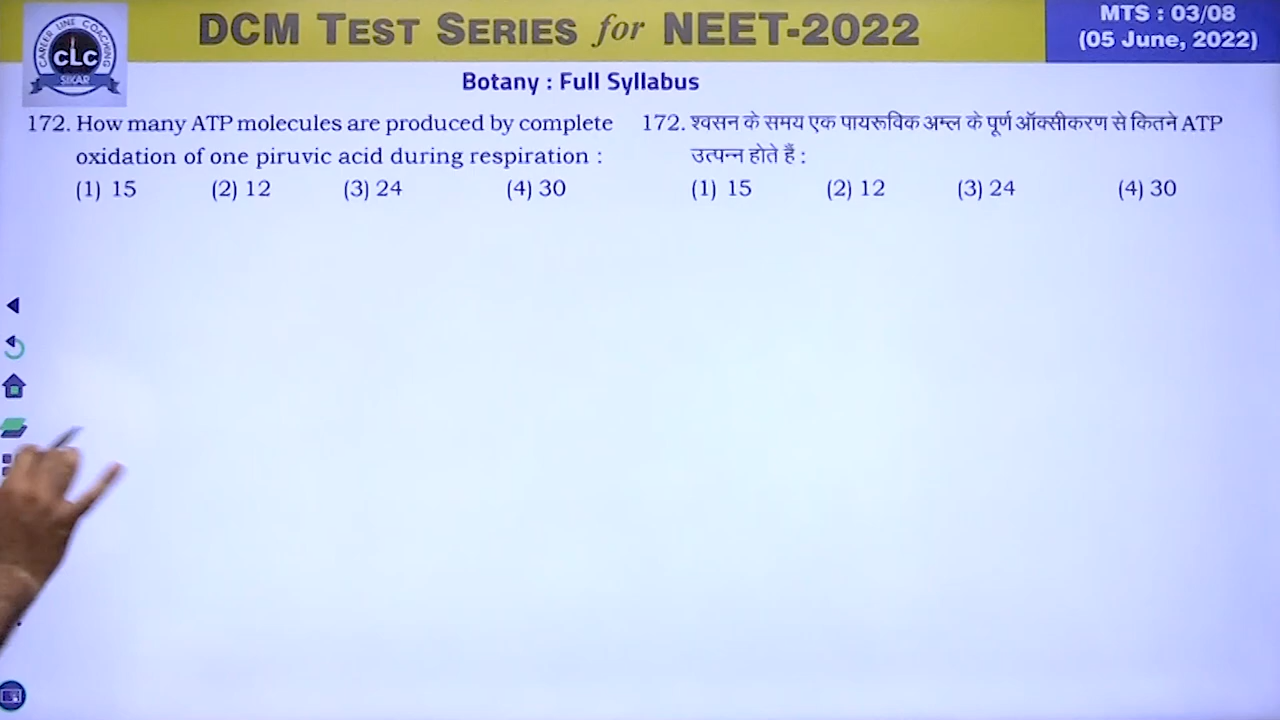 DCM TEST SERIES for NEET-2022
MTS : 03/08
(05 June, 2022)
CAREER LINE COACHING
CLC
SIKAR
Botany : Full Syllabus
172. How many ATP molecules are produced by complete
oxidation of one piruvic acid during respiration :
(1) 15 (2) 12 (3) 24 (4) 30
172. श्वसन के समय एक पायरूविक अम्ल के पूर्ण ऑक्सीकरण से कितने ATP
उत्पन्न होते हैं :
(1) 15 (2) 12 (3) 24 (4) 30